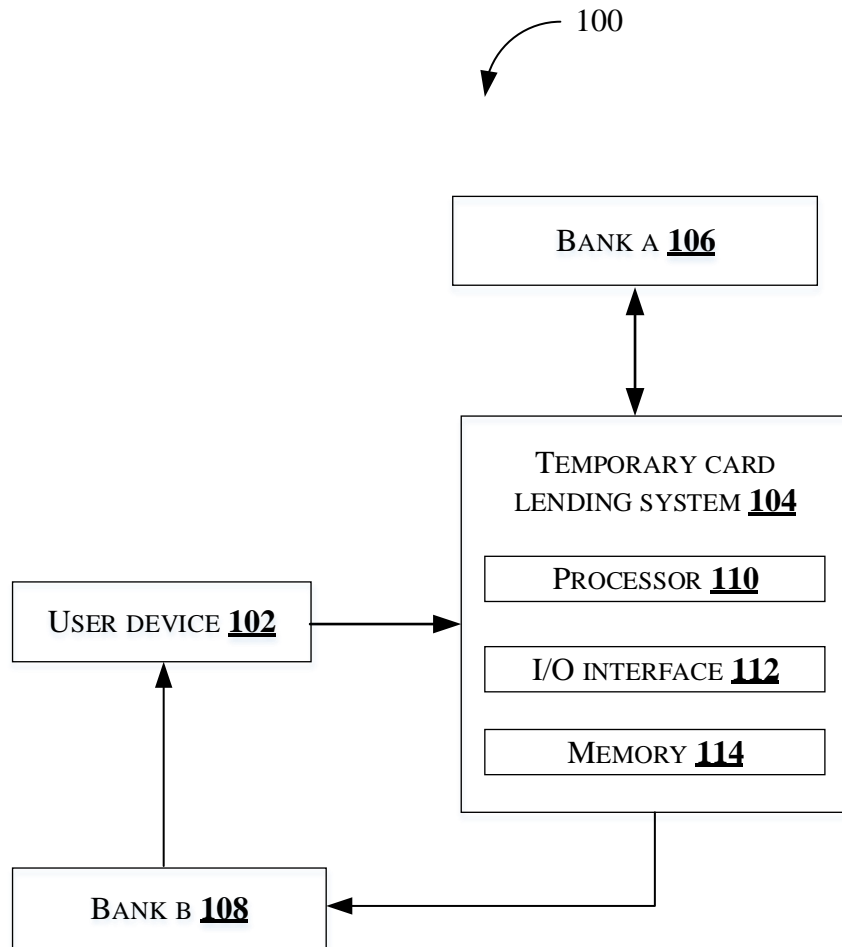 100
BANK A 106
TEMPORARY CARD
LENDING SYSTEM 104
PROCESSOR 110
USER DEVICE 102
I/O INTERFACE 112
MEMORY 114
BANK B 108